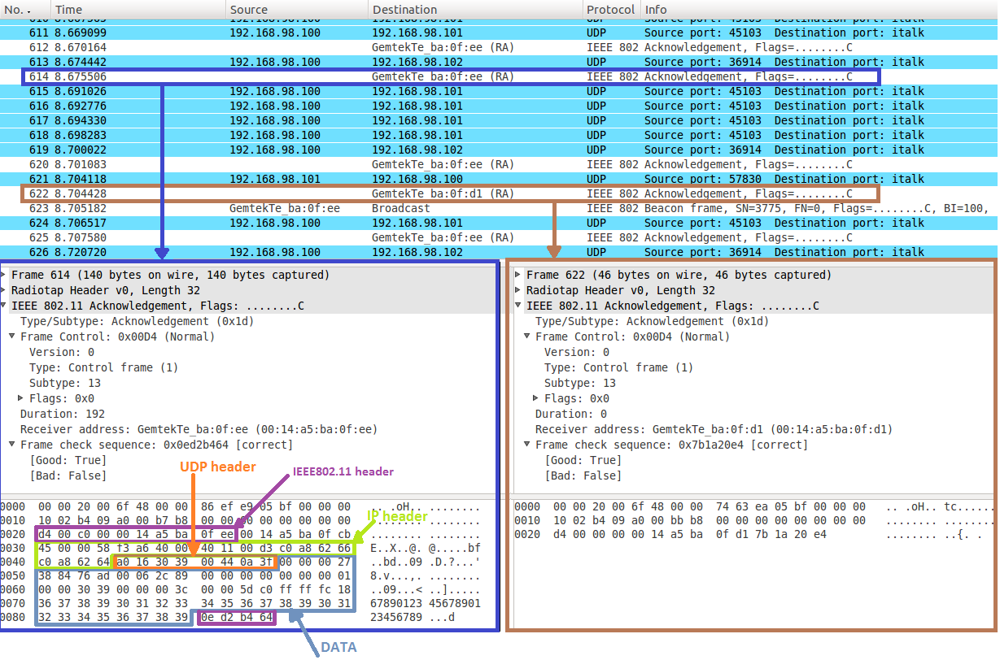 No. Time Source Destination Protocol Info
611 8.669099 192.168.98.100 192.168.98.101 UDP Source port: 45103 Destination port: italk
612 8.670164 GemtekTe_ba:0f:ee (RA) IEEE 802 Acknowledgement, Flags=........C
613 8.674442 192.168.98.100 192.168.98.102 UDP Source port: 36914 Destination port: italk
614 8.675506 GemtekTe_ba:0f:ee (RA) IEEE 802 Acknowledgement, Flags=........C
615 8.691026 192.168.98.100 192.168.98.101 UDP Source port: 45103 Destination port: italk
616 8.692776 192.168.98.100 192.168.98.101 UDP Source port: 45103 Destination port: italk
617 8.694330 192.168.98.100 192.168.98.101 UDP Source port: 45103 Destination port: italk
618 8.698283 192.168.98.100 192.168.98.101 UDP Source port: 45103 Destination port: italk
619 8.700022 192.168.98.100 192.168.98.102 UDP Source port: 36914 Destination port: italk
620 8.701083 GemtekTe_ba:0f:ee (RA) IEEE 802 Acknowledgement, Flags=........C
621 8.704118 192.168.98.101 192.168.98.100 UDP Source port: 57830 Destination port: italk
622 8.704428 GemtekTe_ba:0f:d1 (RA) IEEE 802 Acknowledgement, Flags=........C
623 8.705182 GemtekTe_ba:0f:ee Broadcast IEEE 802 Beacon frame, SN=3775, FN=0, Flags=........C, BI=100,
624 8.706517 192.168.98.100 192.168.98.101 UDP Source port: 45103 Destination port: italk
625 8.707580 GemtekTe_ba:0f:ee (RA) IEEE 802 Acknowledgement, Flags=........C
626 8.720720 192.168.98.100 192.168.98.102 UDP Source port: 36914 Destination port: italk
Frame 614 (140 bytes on wire, 140 bytes captured)
Radiotap Header v0, Length 32
IEEE 802.11 Acknowledgement, Flags: ........C
Type/Subtype: Acknowledgement (0x1d)
Frame Control: 0x00D4 (Normal)
Version: 0
Type: Control frame (1)
Subtype: 13
Flags: 0x0
Duration: 192
Receiver address: GemtekTe_ba:0f:ee (00:14:a5:ba:0f:ee)
Frame check sequence: 0x0ed2b464 [correct]
[Good: True]
[Bad: False]
UDP header
IEEE802.11 header
IP header
0000 00 00 20 00 6f 48 00 00 86 ef e9 05 bf 00 00 00 .. .oH.. ........
0010 10 02 b4 09 a0 00 b7 b8 00 00 00 00 00 00 00 00 ........ ........
0020 d4 00 c0 00 00 14 a5 ba 0f ee 00 14 a5 ba 0f cb ........ ........
0030 45 00 00 58 f3 a6 40 00 40 11 00 d3 c0 a8 62 66 E..X..@. @.....bf
0040 c0 a8 62 64 a0 16 30 39 00 44 0a 3f 00 00 00 27 ..bd..09 .D.?...'
0050 38 84 76 ad 00 06 2c 89 00 00 00 00 00 00 00 01 8.v...,. ........
0060 00 00 30 39 00 00 00 3c 00 00 5d c0 ff ff fc 18 ..09...< ..].....
0070 36 37 38 39 30 31 32 33 34 35 36 37 38 39 30 31 67890123 45678901
0080 32 33 34 35 36 37 38 39 0e d2 b4 64 23456789 ...d
DATA
Frame 622 (46 bytes on wire, 46 bytes captured)
Radiotap Header v0, Length 32
IEEE 802.11 Acknowledgement, Flags: ........C
Type/Subtype: Acknowledgement (0x1d)
Frame Control: 0x00D4 (Normal)
Version: 0
Type: Control frame (1)
Subtype: 13
Flags: 0x0
Duration: 0
Receiver address: GemtekTe_ba:0f:d1 (00:14:a5:ba:0f:d1)
Frame check sequence: 0x7b1a20e4 [correct]
[Good: True]
[Bad: False]
0000 00 00 20 00 6f 48 00 00 74 63 ea 05 bf 00 00 00 .. .oH.. tc......
0010 10 02 b4 09 a0 00 bb b8 00 00 00 00 00 00 00 00 ........ ........
0020 d4 00 00 00 00 14 a5 ba 0f d1 7b 1a 20 e4 ........ ..{. .